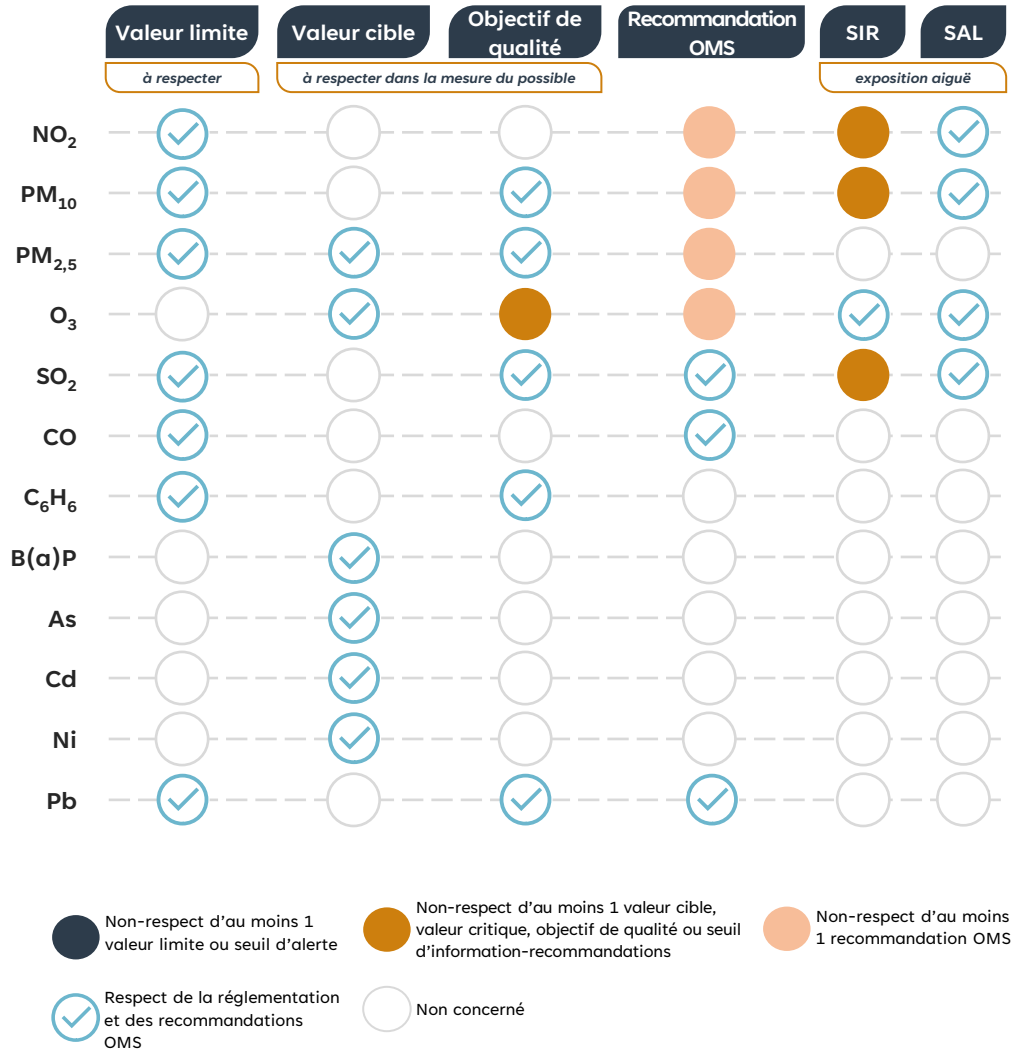 Valeur limite
Valeur cible
Objectif de
qualité
Recommandation
OMS
SIR
SAL
à respecter
à respecter dans la mesure du possible
exposition aiguë
NO₂
PM₁₀
PM₂,₅
O₃
SO₂
CO
C₆H₆
B(a)P
As
Cd
Ni
Pb
Non-respect d’au moins 1
valeur limite ou seuil d’alerte
Non-respect d’au moins 1 valeur cible,
valeur critique, objectif de qualité ou seuil
d’information-recommandations
Non-respect d’au moins
1 recommandation OMS
Respect de la réglementation
et des recommandations
OMS
Non concerné